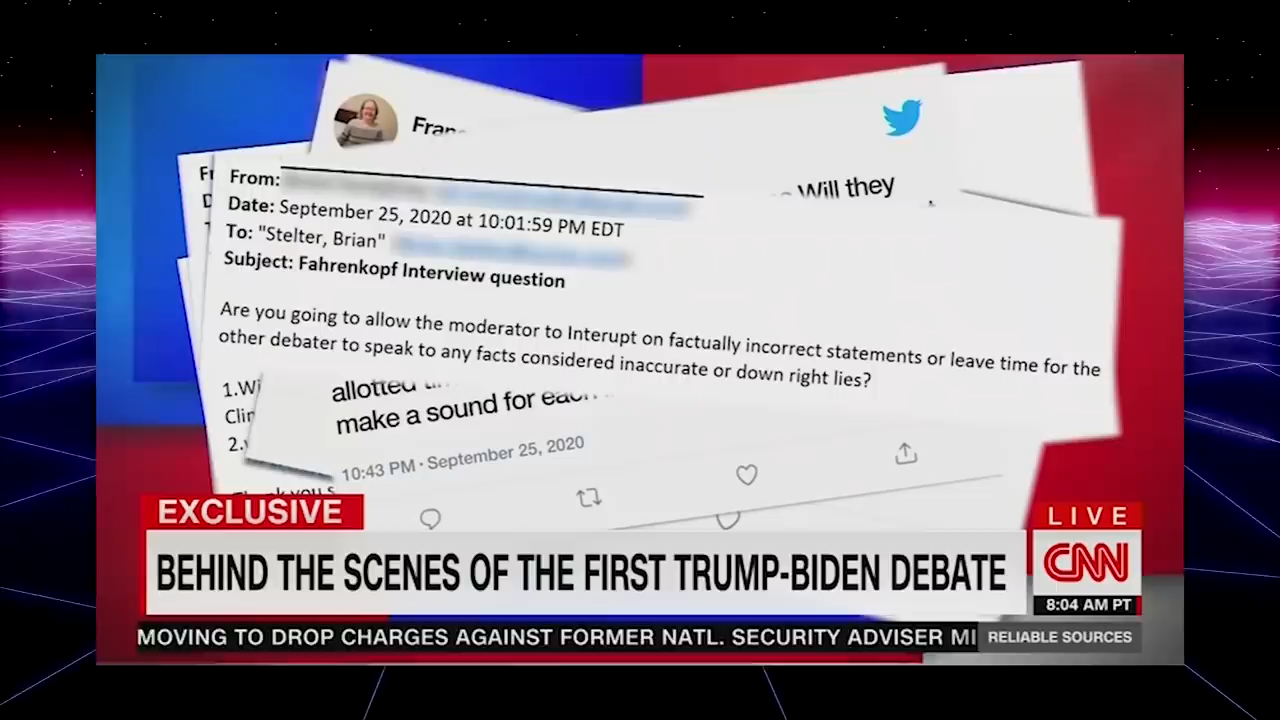 Fran
Will they
From:
Date: September 25, 2020 at 10:01:59 PM EDT
To: "Stelter, Brian"
Subject: Fahrenkopf Interview question
Are you going to allow the moderator to Interupt on factually incorrect statements or leave time for the
other debater to speak to any facts considered inaccurate or down right lies?
1.Wi
Clin
2.
allotted
make a sound for each
10:43 PM · September 25, 2020
EXCLUSIVE
BEHIND THE SCENES OF THE FIRST TRUMP-BIDEN DEBATE
LIVE
CNN
8:04 AM PT
MOVING TO DROP CHARGES AGAINST FORMER NATL. SECURITY ADVISER MI
RELIABLE SOURCES